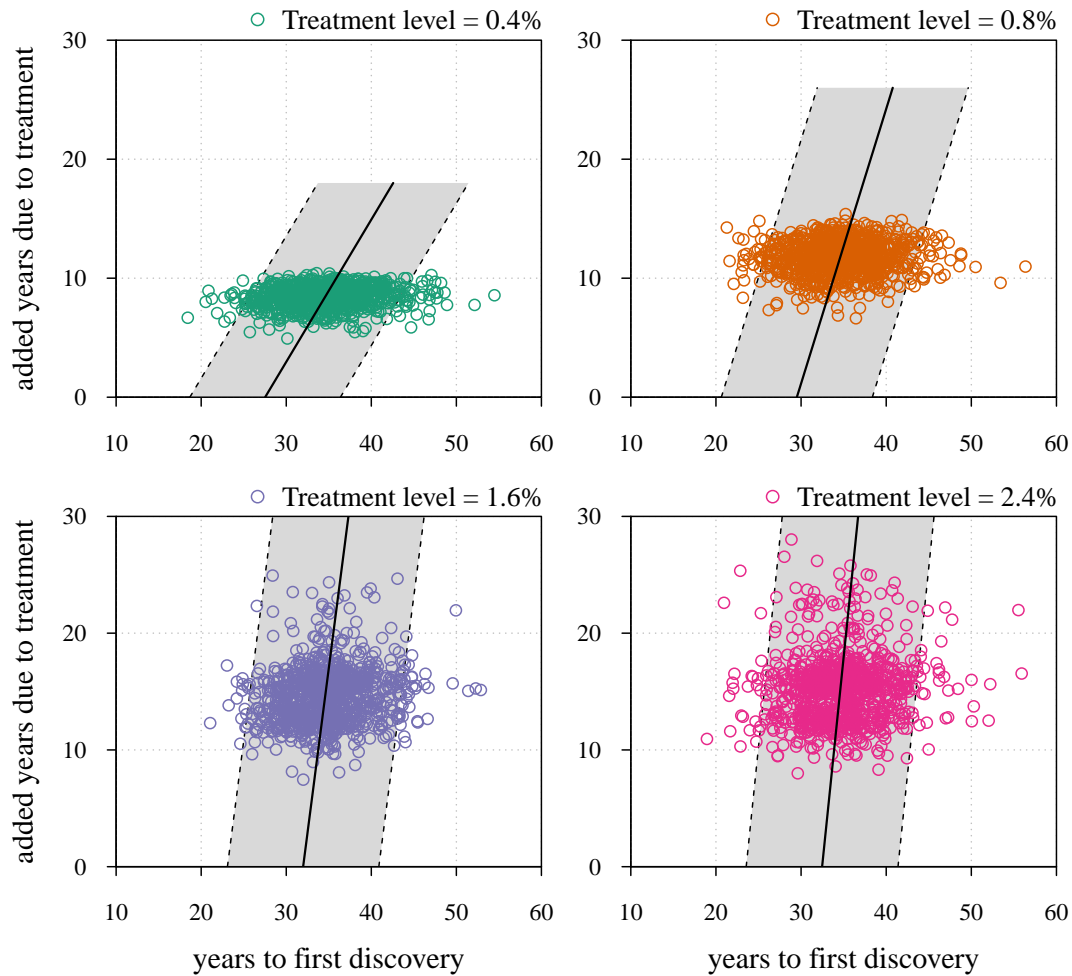 Treatment level = 0.4%
Treatment level = 0.8%
added years due to treatment
30
20
10
0
10 20 30 40 50 60
30
20
10
0
10 20 30 40 50 60
Treatment level = 1.6%
Treatment level = 2.4%
added years due to treatment
30
20
10
0
10 20 30 40 50 60
years to first discovery
30
20
10
0
10 20 30 40 50 60
years to first discovery